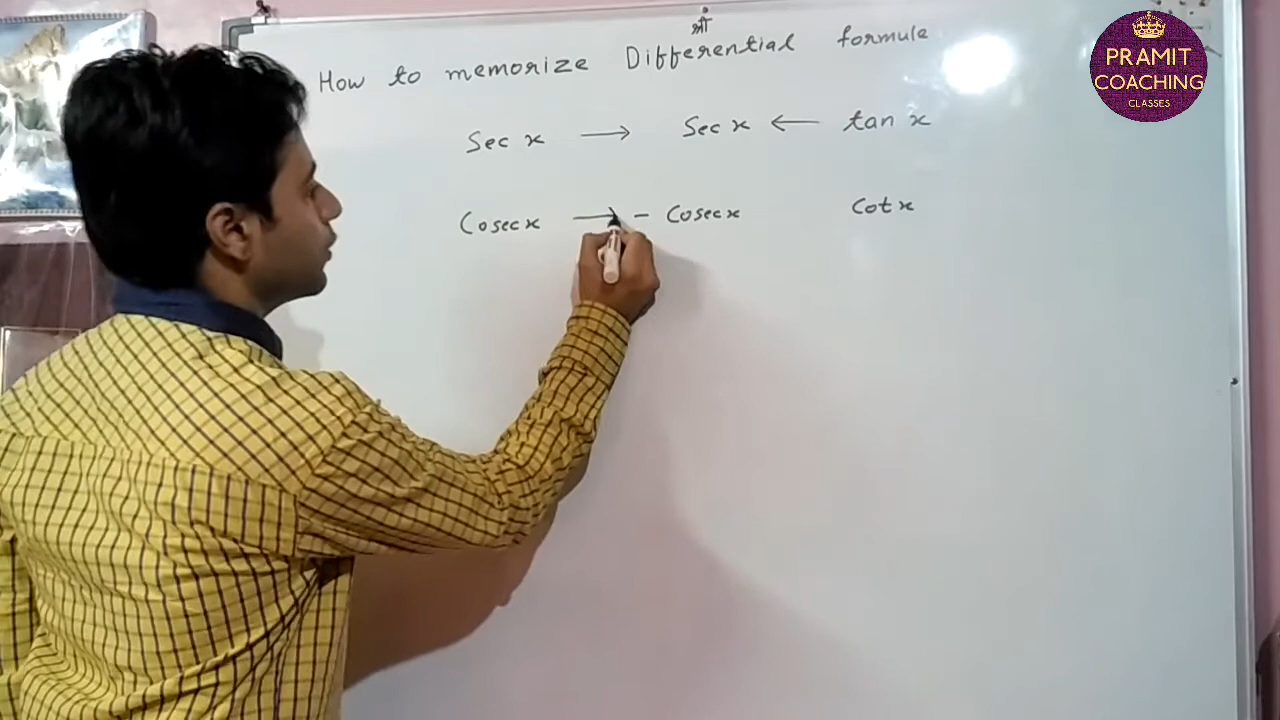 श्रीं
How to memorize Differential formule
Sec x → Sec x ← tan x
Cosec x → - Cosec x Cot x
PRAMIT
COACHING
CLASSES